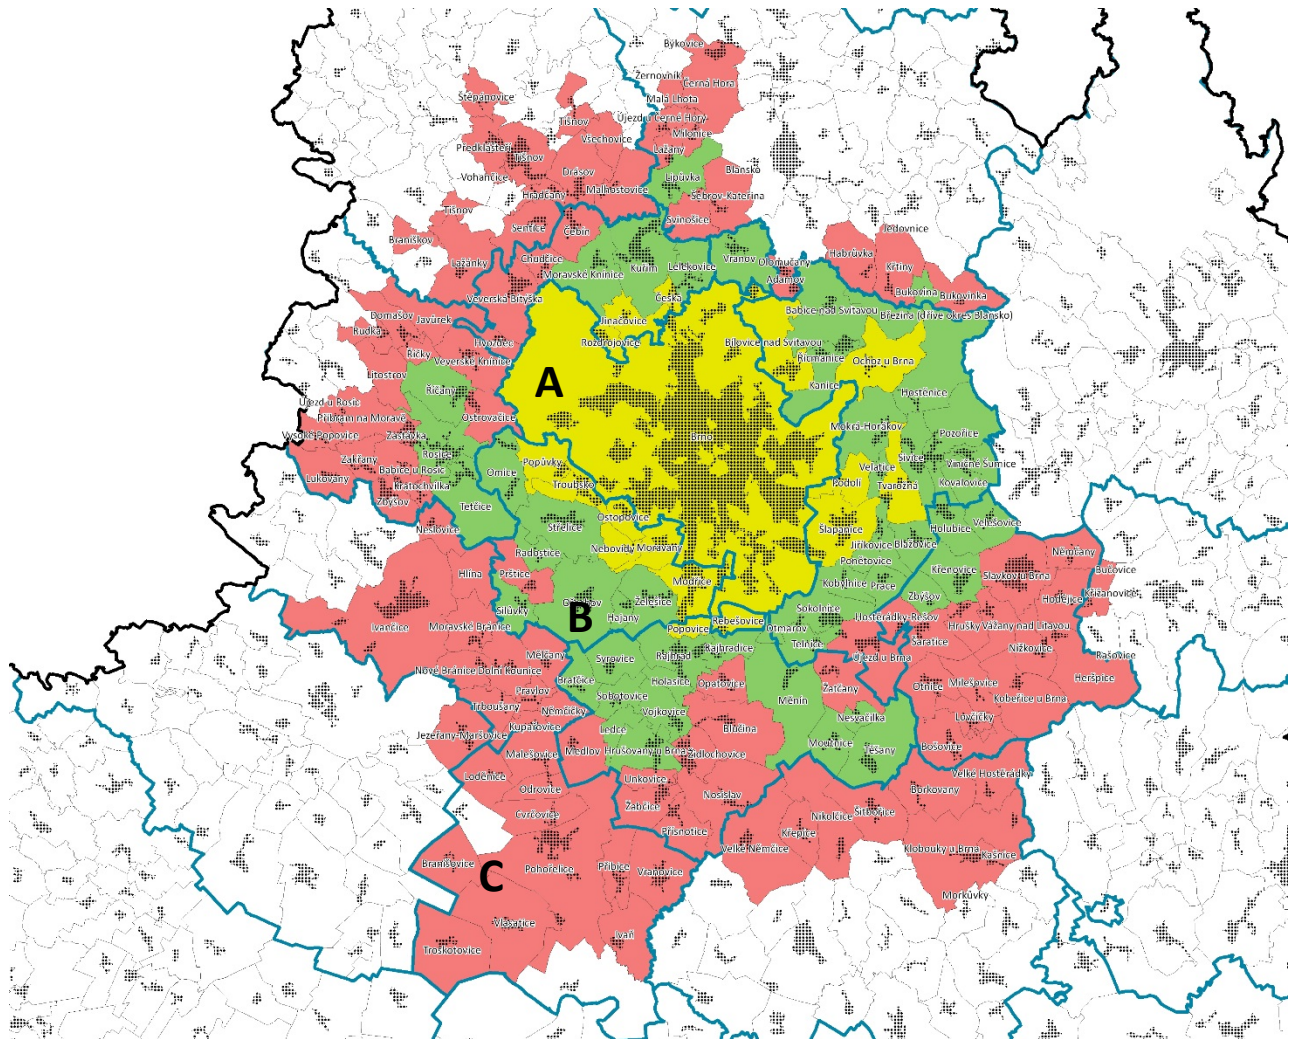 Býkovice
Žernovník
Černá Hora
Štěpánovice
Malá Lhota
Tišnov
Újezd u Černé Hory
Všechovice
Milonice
Předklášteří
Tišnov
Lažany
Drásov
Lipůvka
Blansko
Vohančice
Hradčany
Malhostovice
Šebrov-Kateřina
Tišnov
Svinošice
Sentice
Čebín
Braniškov
Jedovnice
Habrůvka
Lažánky
Chudčice
Moravské Knínice
Kuřim
Lelekovice
Vranov
Olomučany
Křtiny
Adamov
Veverská Bítýška
Česká
Bukovina
Bukovinka
Domašov
Javůrek
Jinačovice
Babice nad Svitavou
Březina (dříve okres Blansko)
Rudka
Hvozdec
Rozdrojovice
Bílovice nad Svitavou
Říčky
Veverské Knínice
Řícmanice
Ochoz u Brna
Litostrov
A
Kanice
Říčany
Hostěnice
Újezd u Rosic
Ostrovačice
Příbram na Moravě
Mokrá-Horákov
Vysoké Popovice
Zastávka
Brno
Pozořice
Zakřany
Rosice
Sivice
Babice u Rosic
Omice
Popůvky
Velatice
Viničné Šumice
Lukovany
Kratochvilka
Troubsko
Podolí
Tvarožná
Kovalovice
Zbýšov
Tetčice
Ostopovice
Neslovice
Střelice
Šlapanice
Holubice
Velešovice
Radostice
Nebovidy
Moravany
Jiříkovice
Blažovice
Němčany
Hlína
Prštice
Ponětovice
Křenovice
Slavkov u Brna
Bučovice
Modřice
Kobylnice
Prace
Zbýšov
Hodějice
Křižanovice
Silůvky
B
Želešice
Sokolnice
Hajany
Hostěrádky-Rešov
Ivančice
Moravské Bránice
Popovice
Rebešovice
Otmarov
Hrušky
Vážany nad Litavou
Telnice
Šaratice
Mělčany
Syrovice
Rajhrad
Rajhradice
Újezd u Brna
Nížkovice
Rašovice
Nové Bránice
Dolní Kounice
Bratčice
Holasice
Opatovice
Heršpice
Pravlov
Sobotovice
Žatčany
Otnice
Milešovice
Kobeřice u Brna
Trboušany
Němčičky
Vojkovice
Měnín
Nesvačilka
Lovčičky
Kupařovice
Ledce
Blučina
Jezeřany-Maršovice
Malešovice
Medlov
Hrušovany u Brna
Židlochovice
Moutnice
Těšany
Bošovice
Loděnice
Unkovice
Velké Hostěrádky
Odrovice
Nosislav
Borkovany
Žabčice
Cvrčovice
Nikolčice
Šitbořice
Přísnotice
Křepice
Velké Němčice
Klobouky u Brna
Kašnice
Branišovice
C
Pohořelice
Přibice
Vranovice
Morkůvky
Vlasatice
Ivaň
Troskotovice